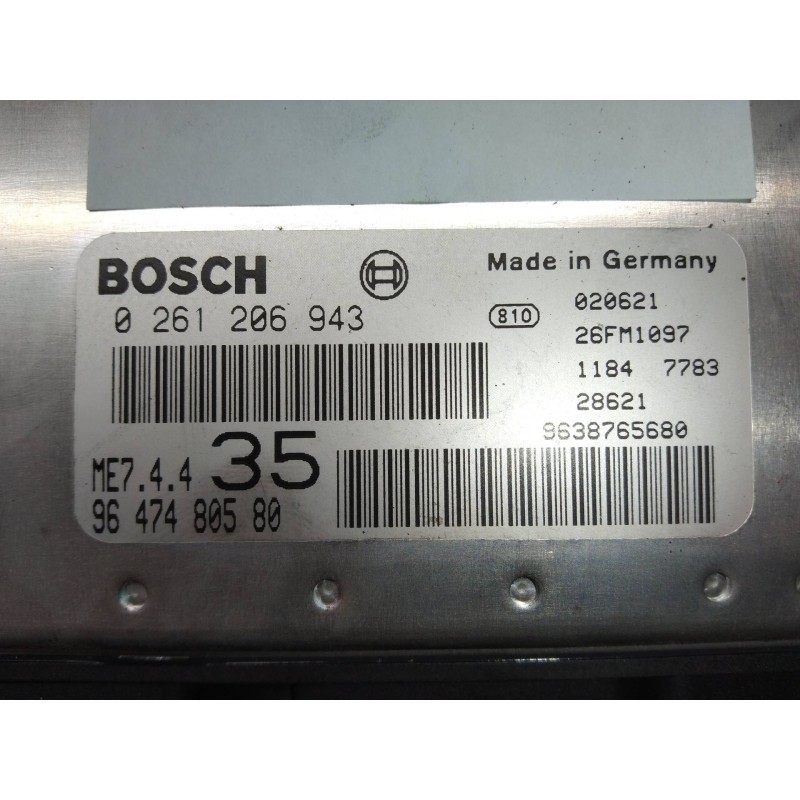 BOSCH
Made in Germany
0 261 206 943
810
020621
26FM1097
1184 7783
28621
9638765680
ME7.4.4
35
96 474 805 80